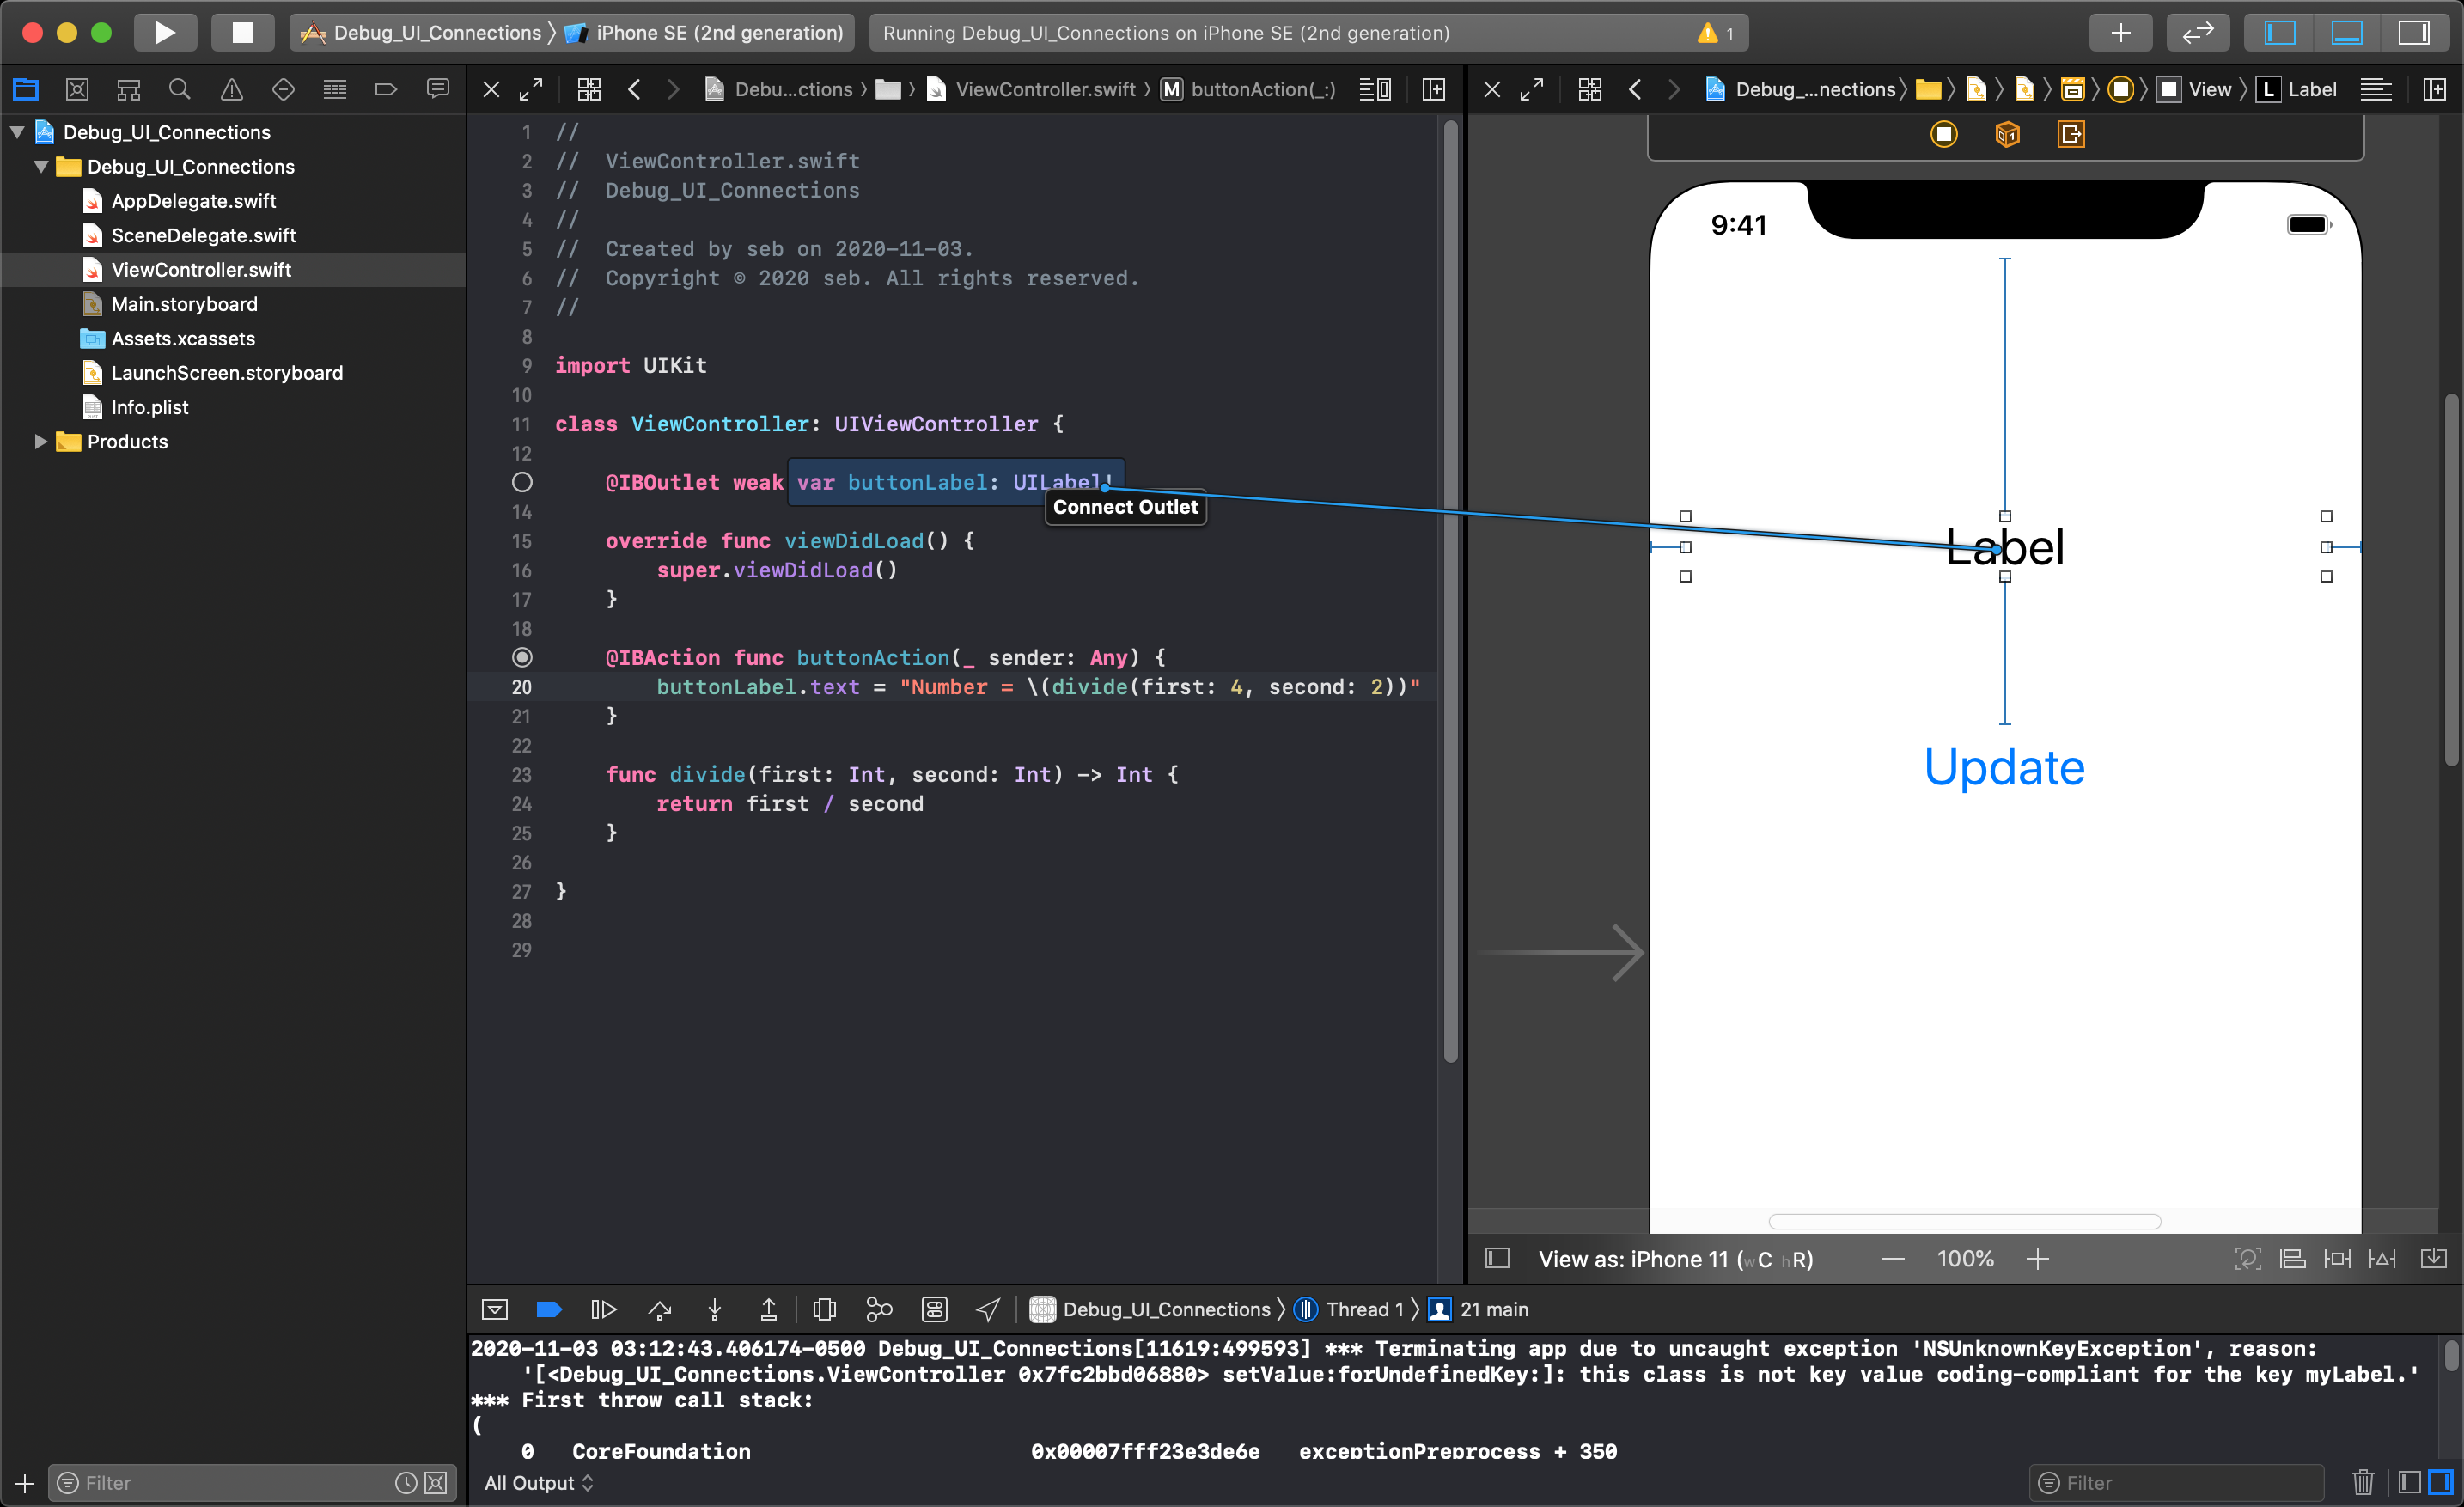 Debug_UI_Connections 〉 iPhone SE (2nd generation)
Running Debug_UI_Connections on iPhone SE (2nd generation)
1
Debug_UI_Connections
Debug_UI_Connections
AppDelegate.swift
SceneDelegate.swift
ViewController.swift
Main.storyboard
Assets.xcassets
LaunchScreen.storyboard
Info.plist
Products
Filter
Debu...ctions 〉 ViewController.swift 〉 M buttonAction(_:)
1 //
2 //  ViewController.swift
3 //  Debug_UI_Connections
4 //
5 //  Created by seb on 2020-11-03.
6 //  Copyright © 2020 seb. All rights reserved.
7 //
8
9 import UIKit
10
11 class ViewController: UIViewController {
12
@IBOutlet weak var buttonLabel: UILabel!
Connect Outlet
14
15 override func viewDidLoad() {
16 super.viewDidLoad()
17 }
18
@IBAction func buttonAction(_ sender: Any) {
20 buttonLabel.text = "Number = \(divide(first: 4, second: 2))"
21 }
22
23 func divide(first: Int, second: Int) -> Int {
24 return first / second
25 }
26
27 }
28
29
Debug_...nections 〉 View 〉 L Label
9:41
Label
Update
View as: iPhone 11 (wC hR)
100%
Debug_UI_Connections 〉 Thread 1 〉 21 main
2020-11-03 03:12:43.406174-0500 Debug_UI_Connections[11619:499593] *** Terminating app due to uncaught exception 'NSUnknownKeyException', reason:
'[<Debug_UI_Connections.ViewController 0x7fc2bbd06880> setValue:forUndefinedKey:]: this class is not key value coding-compliant for the key myLabel.'
*** First throw call stack:
(
0 CoreFoundation 0x00007fff23e3de6e exceptionPreprocess + 350
All Output
Filter